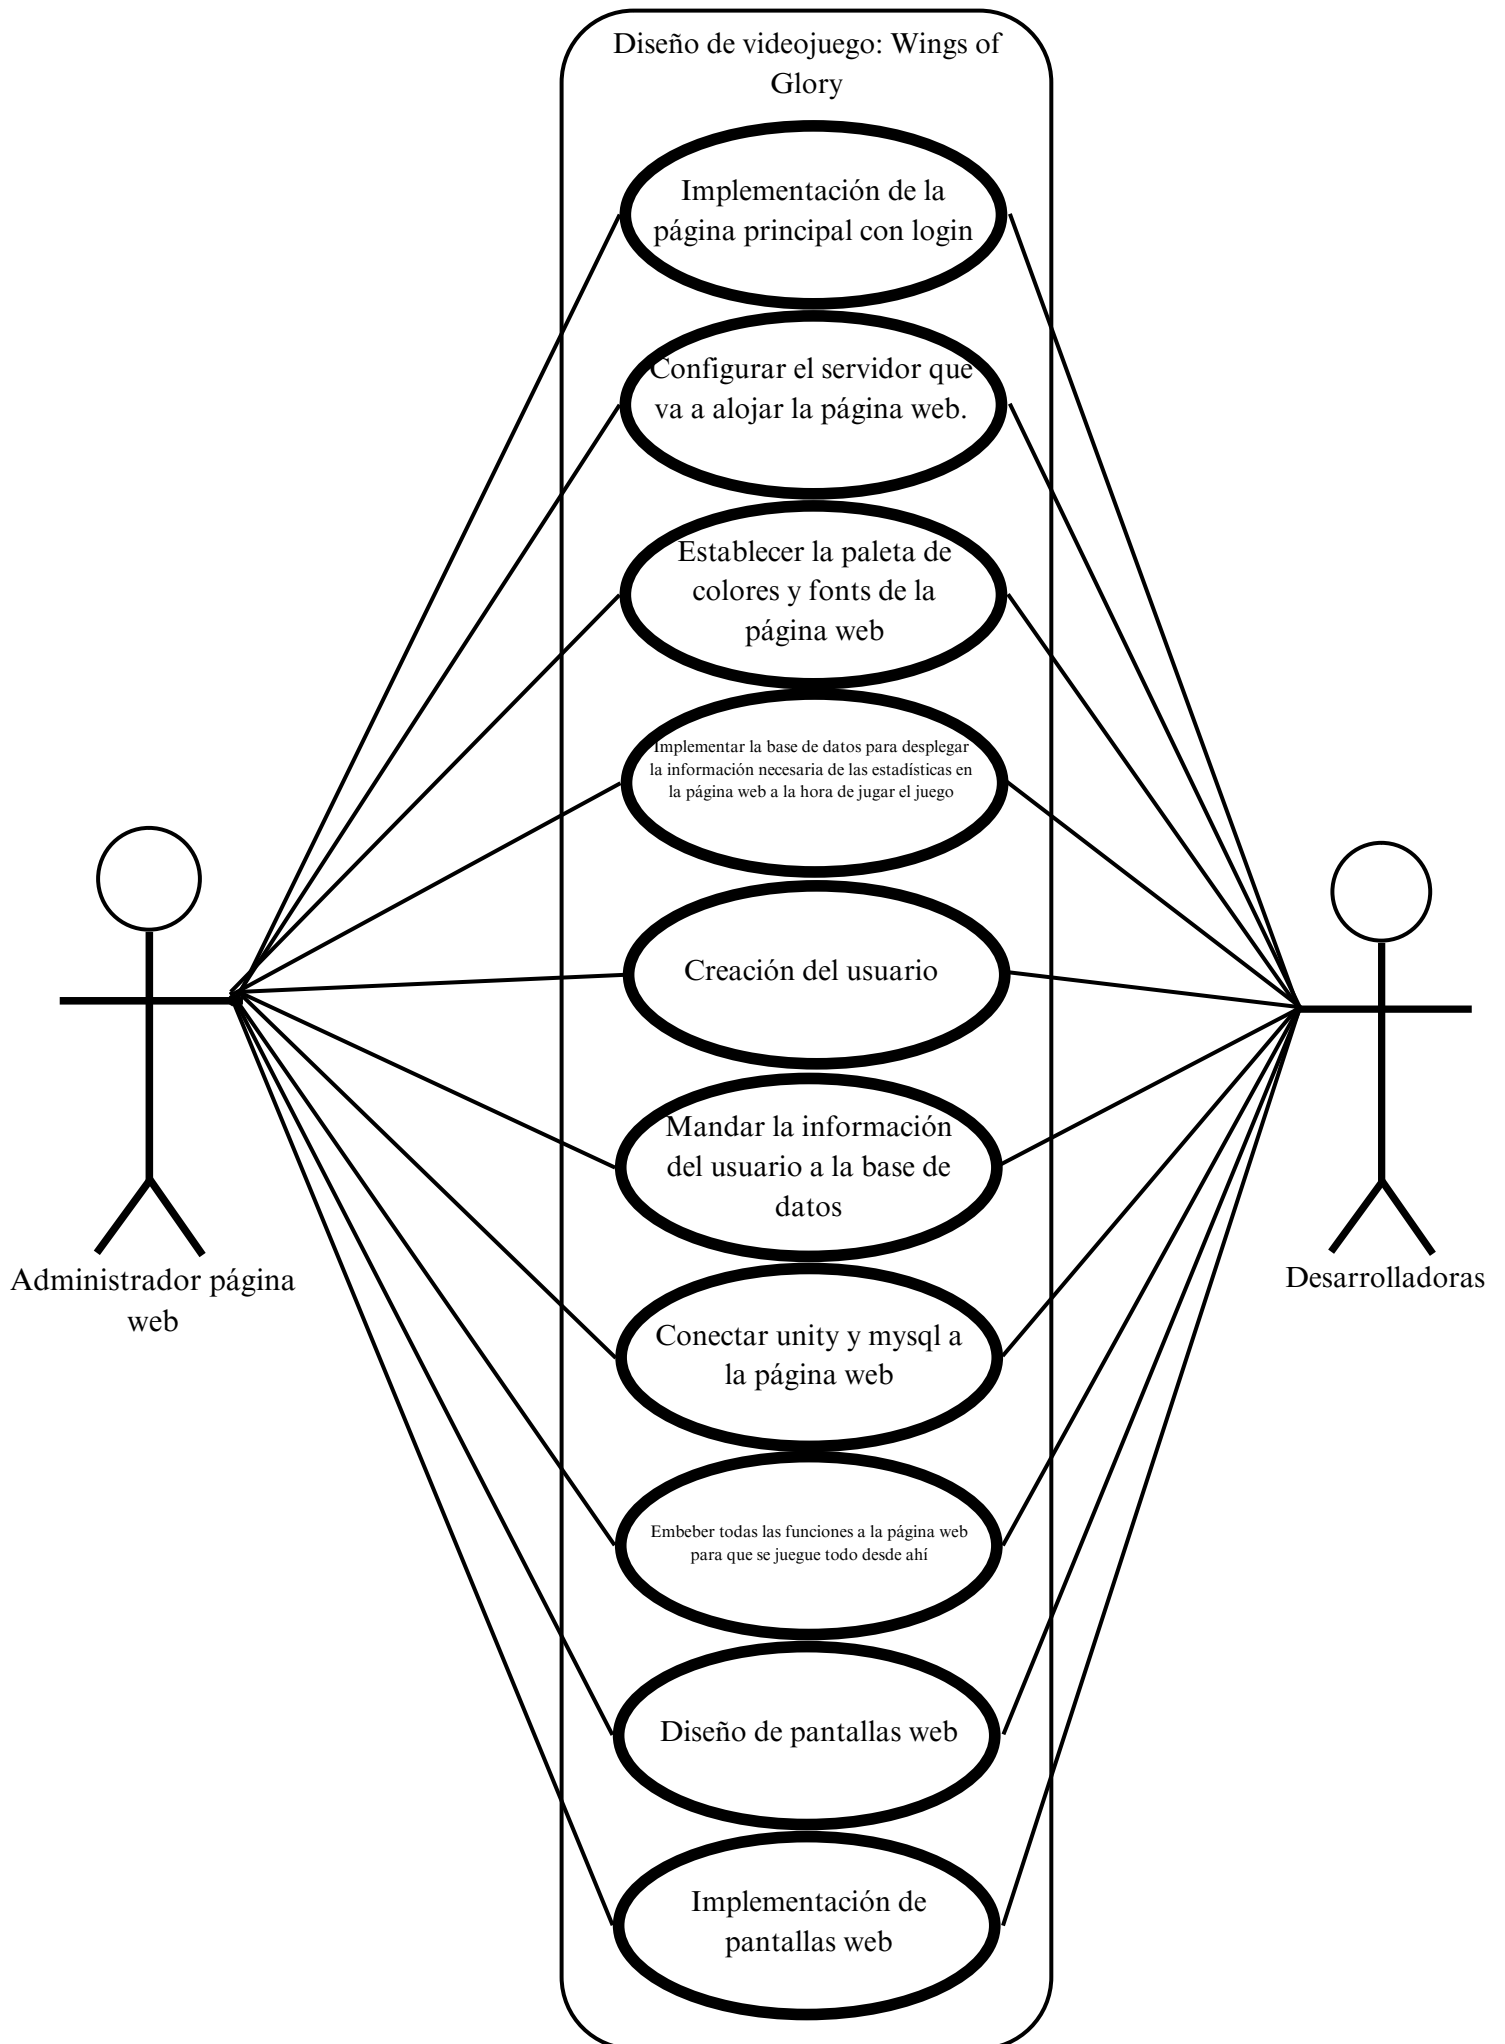 Diseño de videojuego: Wings of
Glory
Implementación de la
página principal con login
Configurar el servidor que
va a alojar la página web.
Establecer la paleta de
colores y fonts de la
página web
Implementar la base de datos para desplegar
la información necesaria de las estadísticas en
la página web a la hora de jugar el juego
Creación del usuario
Mandar la información
del usuario a la base de
datos
Administrador página
web
Desarrolladoras
Conectar unity y mysql a
la página web
Embeber todas las funciones a la página web
para que se juegue todo desde ahí
Diseño de pantallas web
Implementación de
pantallas web